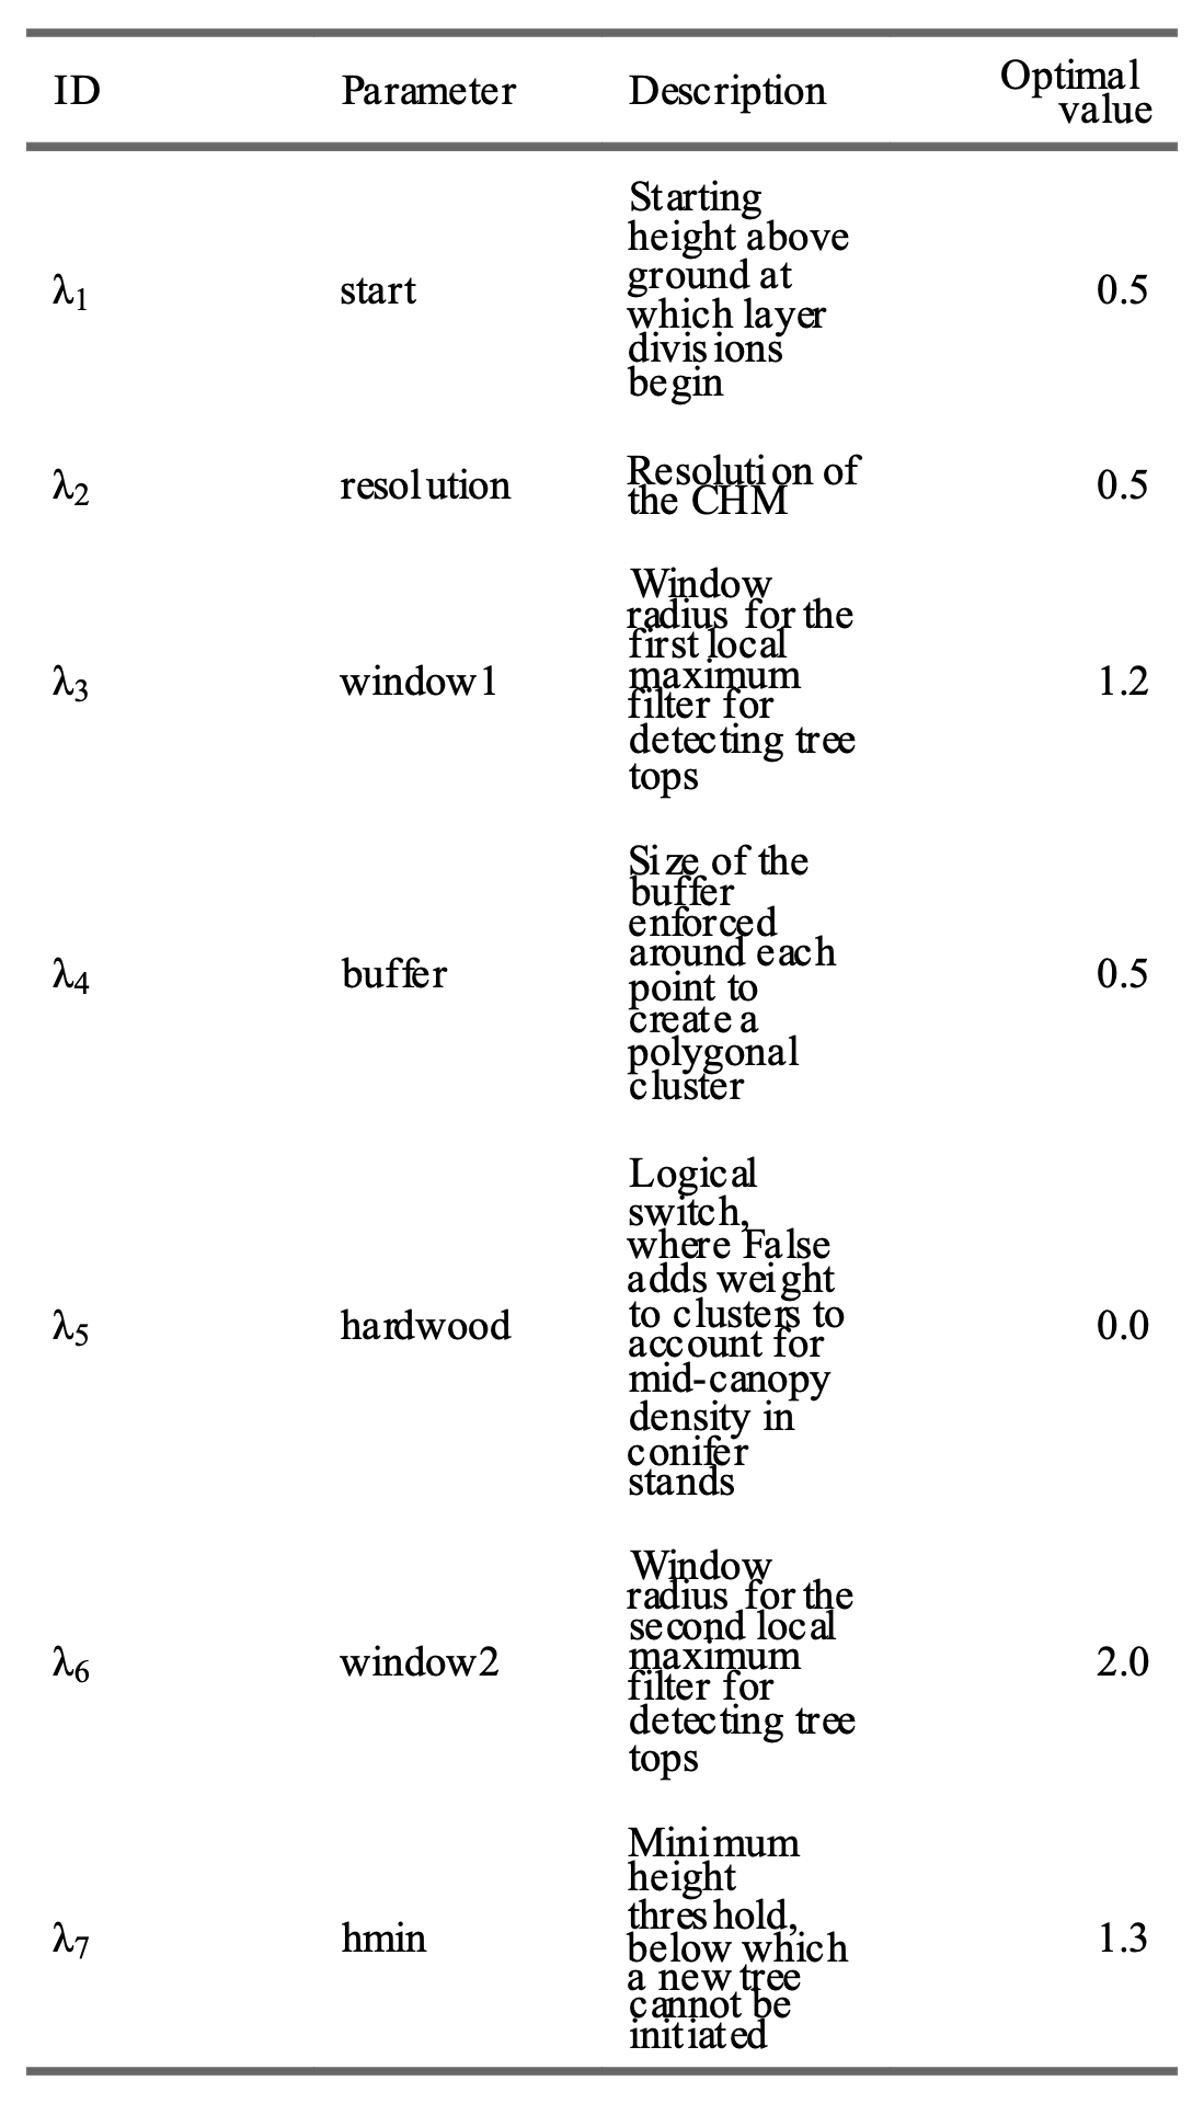 ID Parameter Description Optimal
value
Starting
height above
ground at
λ1 start 0.5
which layer
divisions
begin
Resolution of
λ2 resolution 0.5
the CHM
Window
radius for the
first local
λ3 window1 maximum 1.2
filter for
detecting tree
tops
Size of the
buffer
enforced
around each
λ4 buffer 0.5
point to
create a
polygonal
cluster
Logical
switch,
where False
adds weight
λ5 hardwood to clusters to 0.0
account for
mid-canopy
density in
conifer
stands
Window
radius for the
second local
λ6 window2 maximum 2.0
filter for
detecting tree
tops
Minimum
height
threshold,
λ7 hmin below which 1.3
a new tree
cannot be
initiated